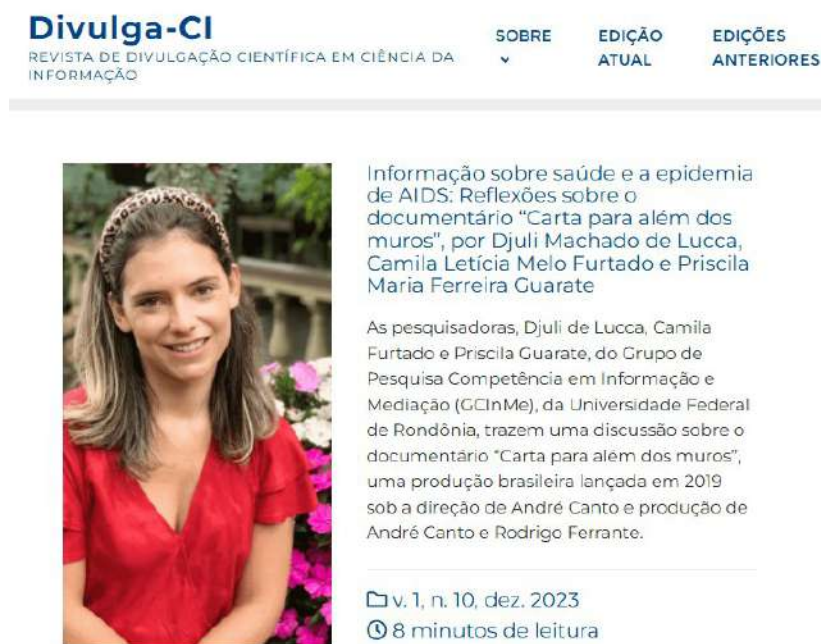 Divulga-CI
REVISTA DE DIVULGAÇÃO CIENTÍFICA EM CIÊNCIA DA
INFORMAÇÃO
SOBRE
EDIÇÃO
ATUAL
EDIÇÕES
ANTERIORES
Informação sobre saúde e a epidemia
de AIDS: Reflexões sobre o
documentário “Carta para além dos
muros”, por Djuli Machado de Lucca,
Camila Letícia Melo Furtado e Priscila
Maria Ferreira Guarate
As pesquisadoras, Djuli de Lucca, Camila
Furtado e Priscila Guarate, do Grupo de
Pesquisa Competência em Informação e
Mediação (GCInMe), da Universidade Federal
de Rondônia, trazem uma discussão sobre o
documentário “Carta para além dos muros”,
uma produção brasileira lançada em 2019
sob a direção de André Canto e produção de
André Canto e Rodrigo Ferrante.
v. 1, n. 10, dez. 2023
8 minutos de leitura